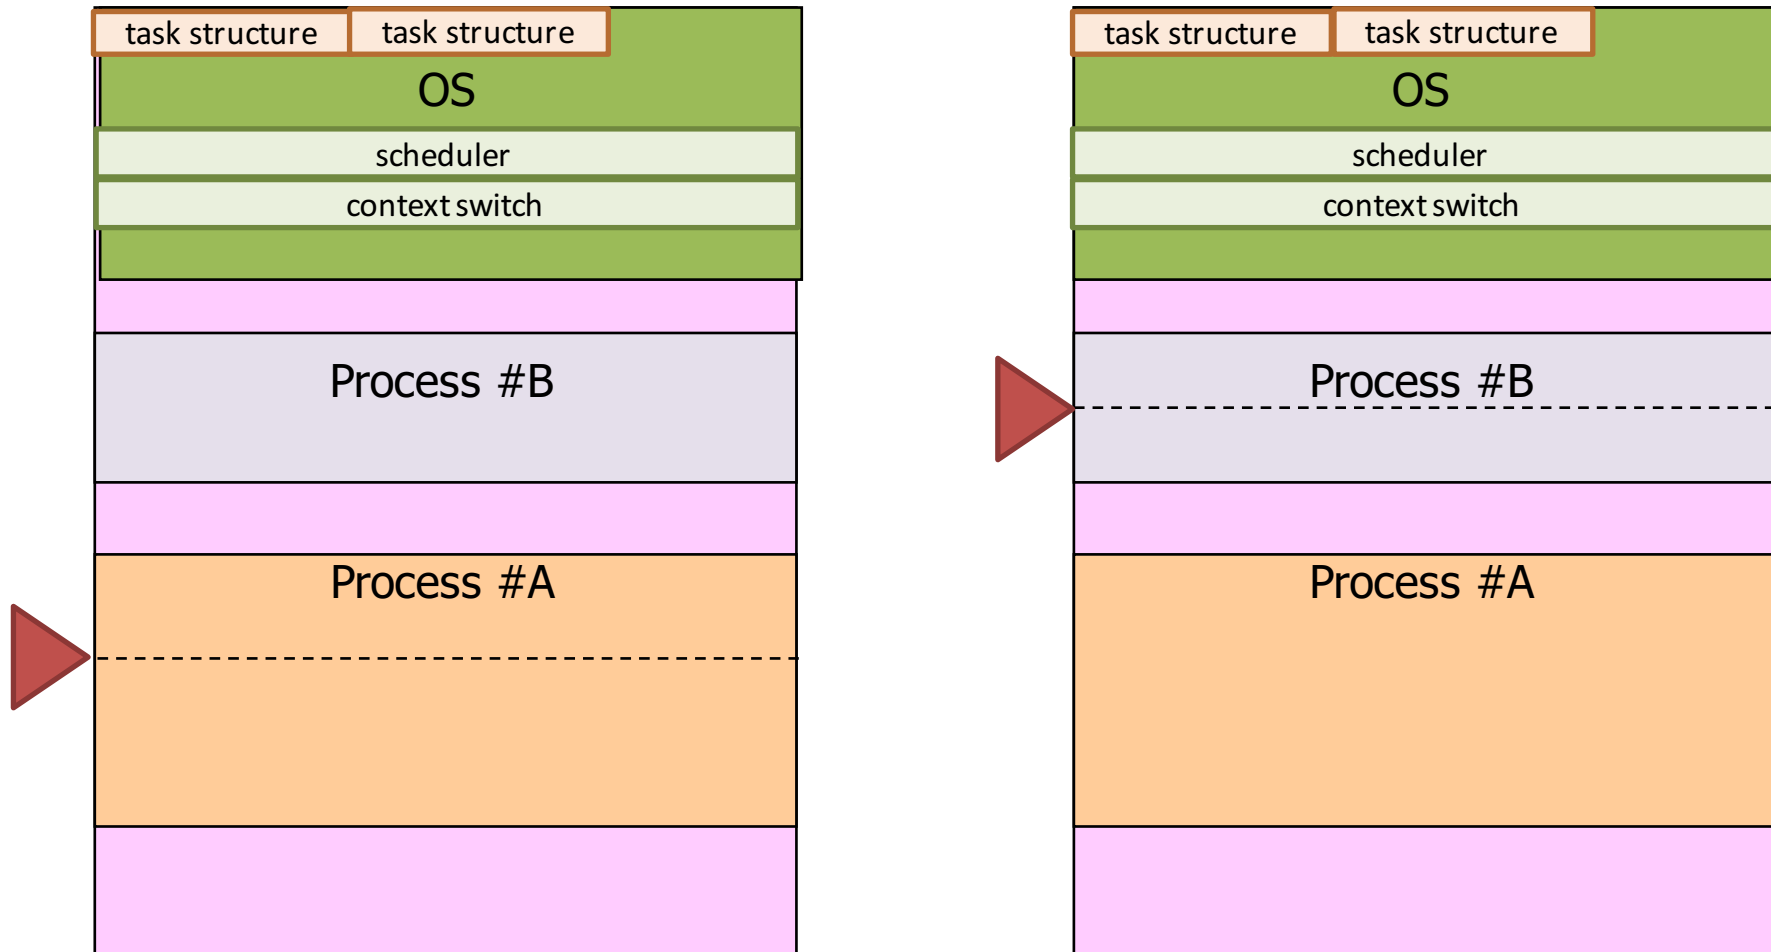 task structure task structure
OS
scheduler
context switch
Process #B
Process #A
task structure task structure
OS
scheduler
context switch
Process #B
Process #A